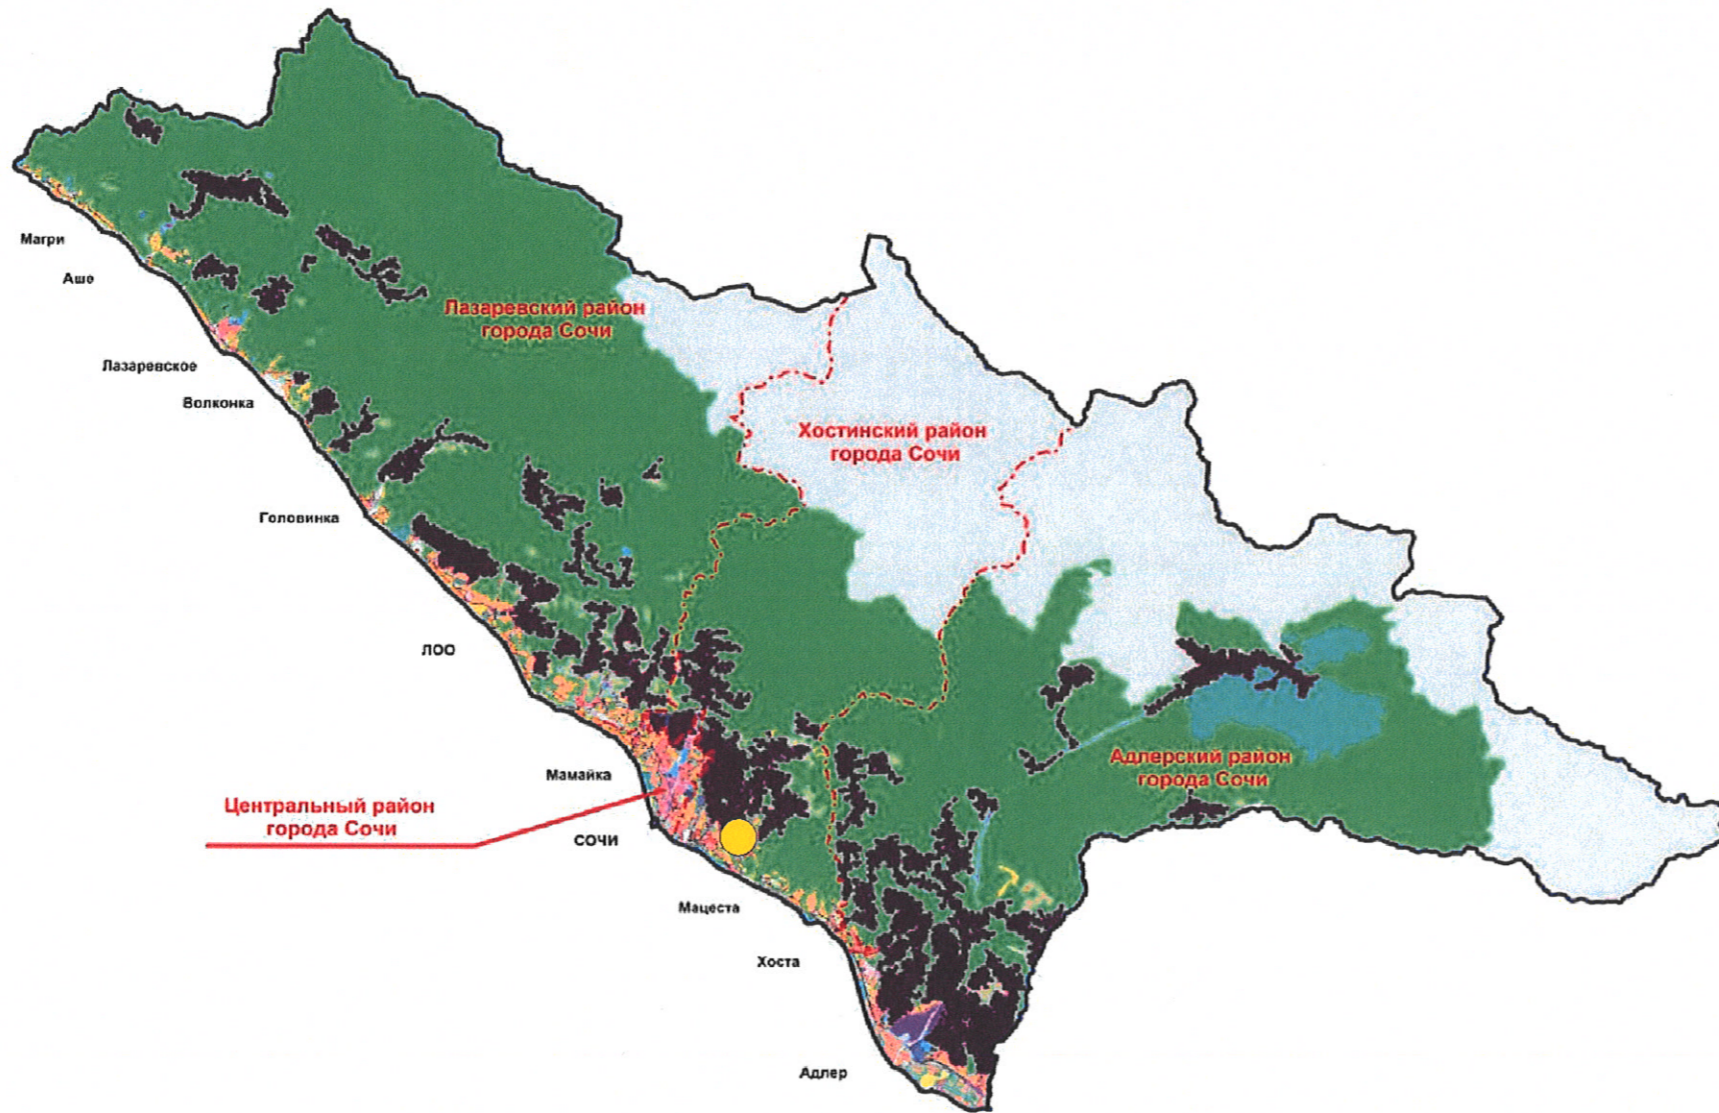 Магри
Аше
Лазаревский район
города Сочи
Лазаревское
Волконка
Хостинский район
города Сочи
Головинка
ЛОО
Адлерский район
города Сочи
Мамайка
Центральный район
города Сочи
СОЧИ
Мацеста
Хоста
Адлер